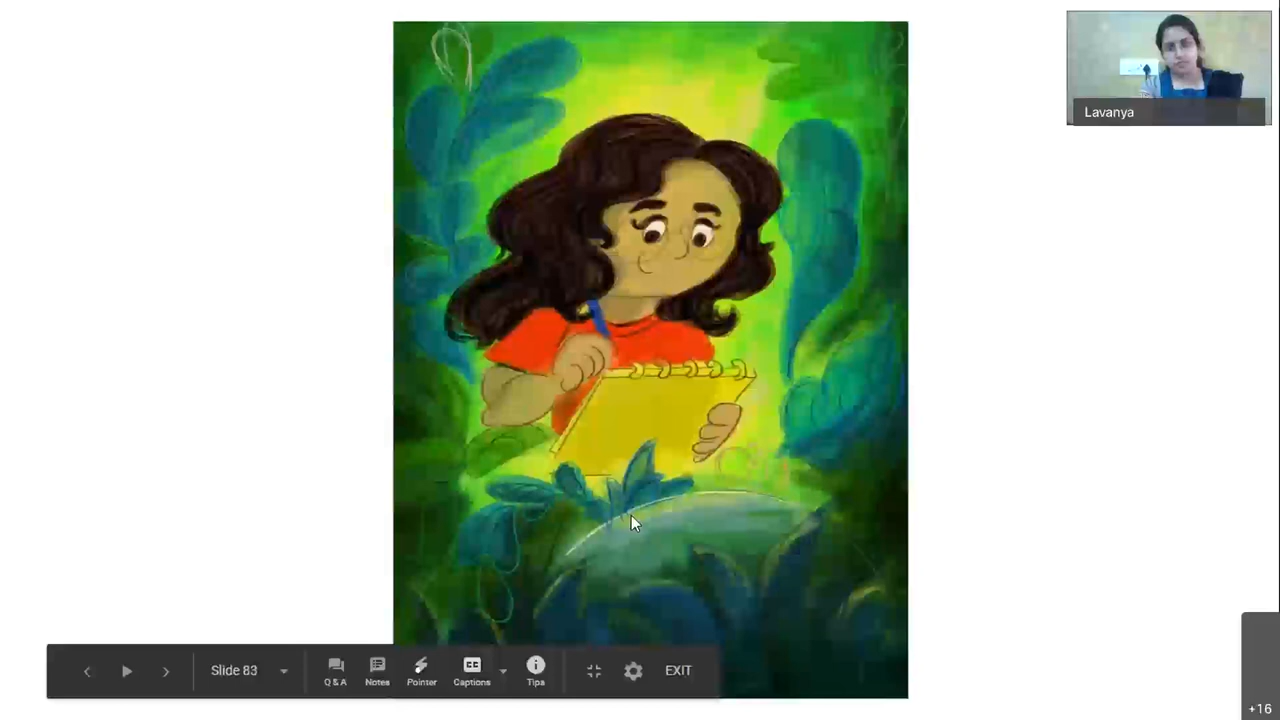 Lavanya
Slide 83
Q & A
Notes
Pointer
Captions
Tips
EXIT
+16